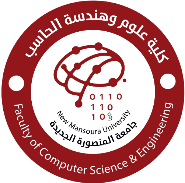 كلية علوم وهندسة الحاسب
0110
110
10
New Mansoura University
جامعة المنصورة الجديدة
Faculty of Computer Science & Engineering